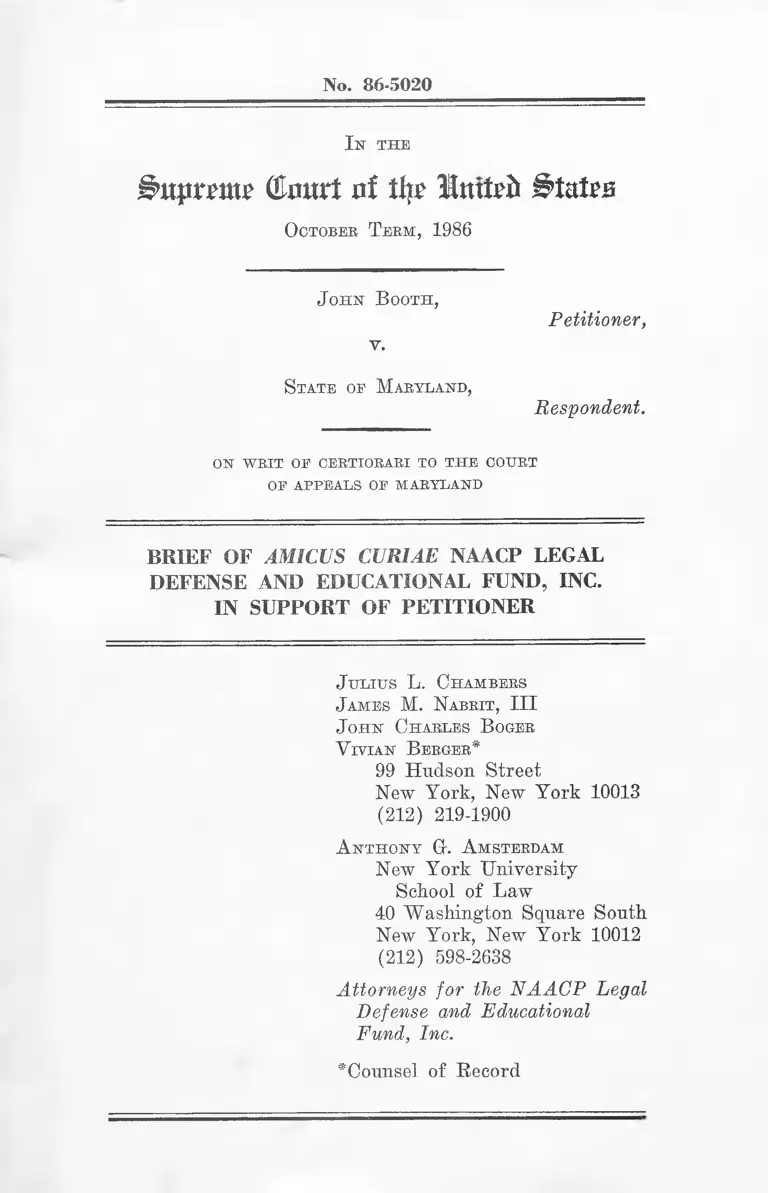 No. 86-5020
IN THE
Supreme Court of the United States
OCTOBER TERM, 1986
JOHN BOOTH,
Petitioner,
v.
STATE OF MARYLAND,
Respondent.
ON WRIT OF CERTIORARI TO THE COURT
OF APPEALS OF MARYLAND
BRIEF OF AMICUS CURIAE NAACP LEGAL
DEFENSE AND EDUCATIONAL FUND, INC.
IN SUPPORT OF PETITIONER
JULIUS L. CHAMBERS
JAMES M. NABRIT, III
JOHN CHARLES BOGER
VIVIAN BERGER*
99 Hudson Street
New York, New York 10013
(212) 219-1900
ANTHONY G. AMSTERDAM
New York University
School of Law
40 Washington Square South
New York, New York 10012
(212) 598-2638
Attorneys for the NAACP Legal
Defense and Educational
Fund, Inc.
*Counsel of Record